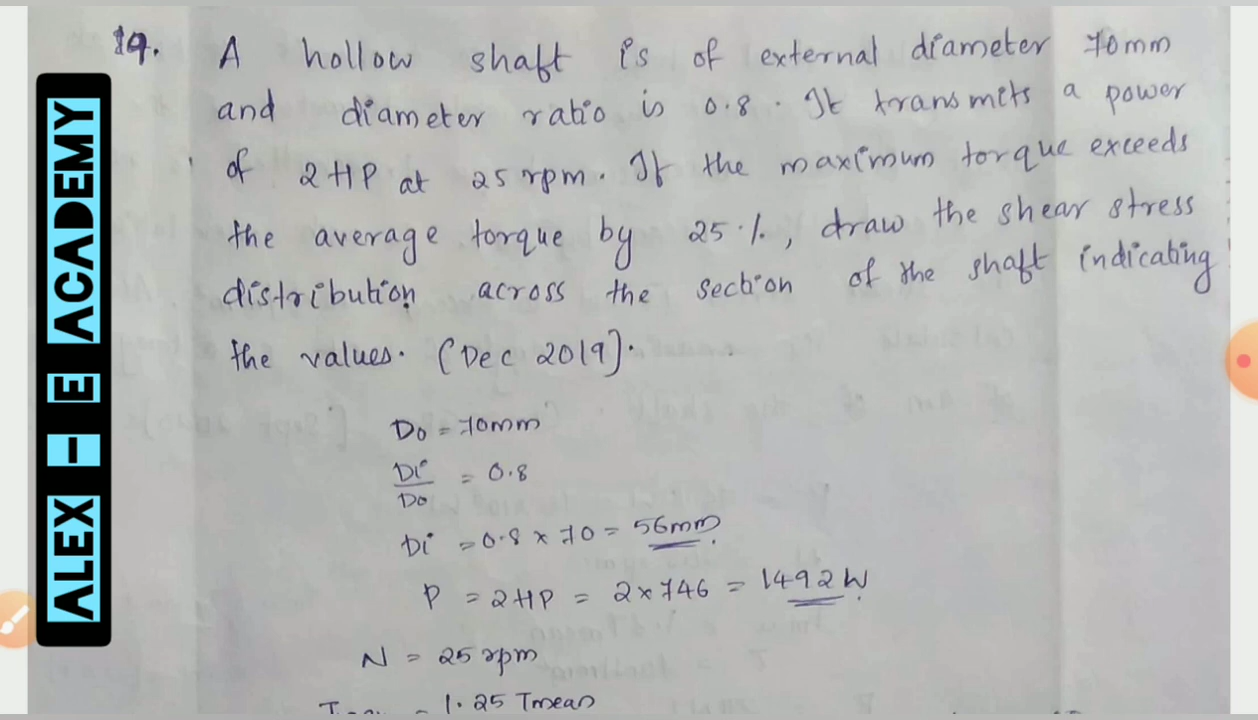 19. A hollow shaft is of external diameter 70mm
and diameter ratio is 0.8. It transmits a power
of 2 HP at 25 rpm. If the maximum torque exceeds
the average torque by 25 %, draw the shear stress
distribution across the section of the shaft indicating
the values. (Dec 2019).
Do = 70mm
Di
Do
= 0.8
Di = 0.8 x 70 = 56mm.
P = 2HP = 2 x 746 = 1492 W.
N = 25 rpm
= 1.25 Tmean
ALEX - E ACADEMY